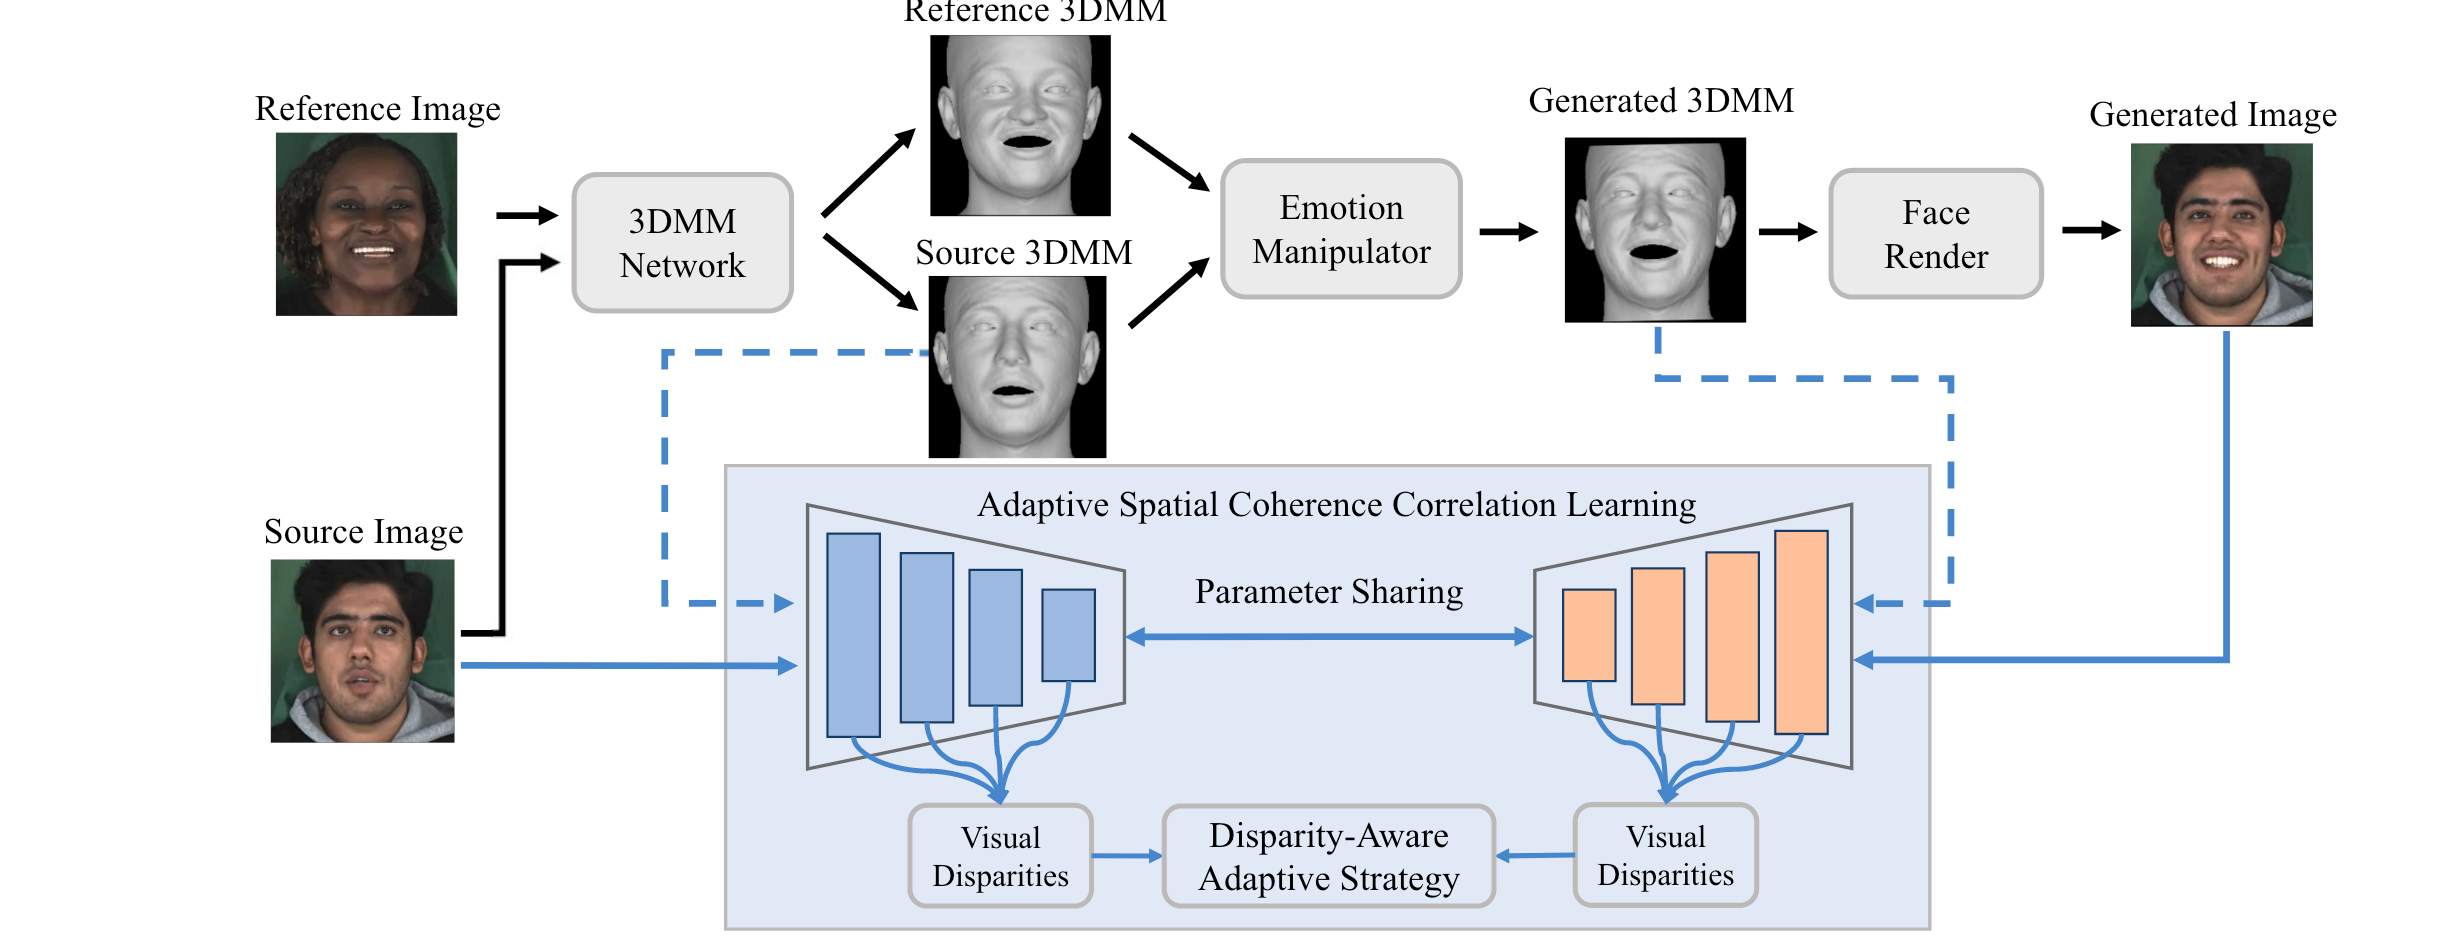 Reference 3DMM
Reference Image
Generated 3DMM
Generated Image
3DMM
Network
Emotion
Manipulator
Face
Render
Source 3DMM
Source Image
Adaptive Spatial Coherence Correlation Learning
Parameter Sharing
Visual
Disparities
Disparity-Aware
Adaptive Strategy
Visual
Disparities